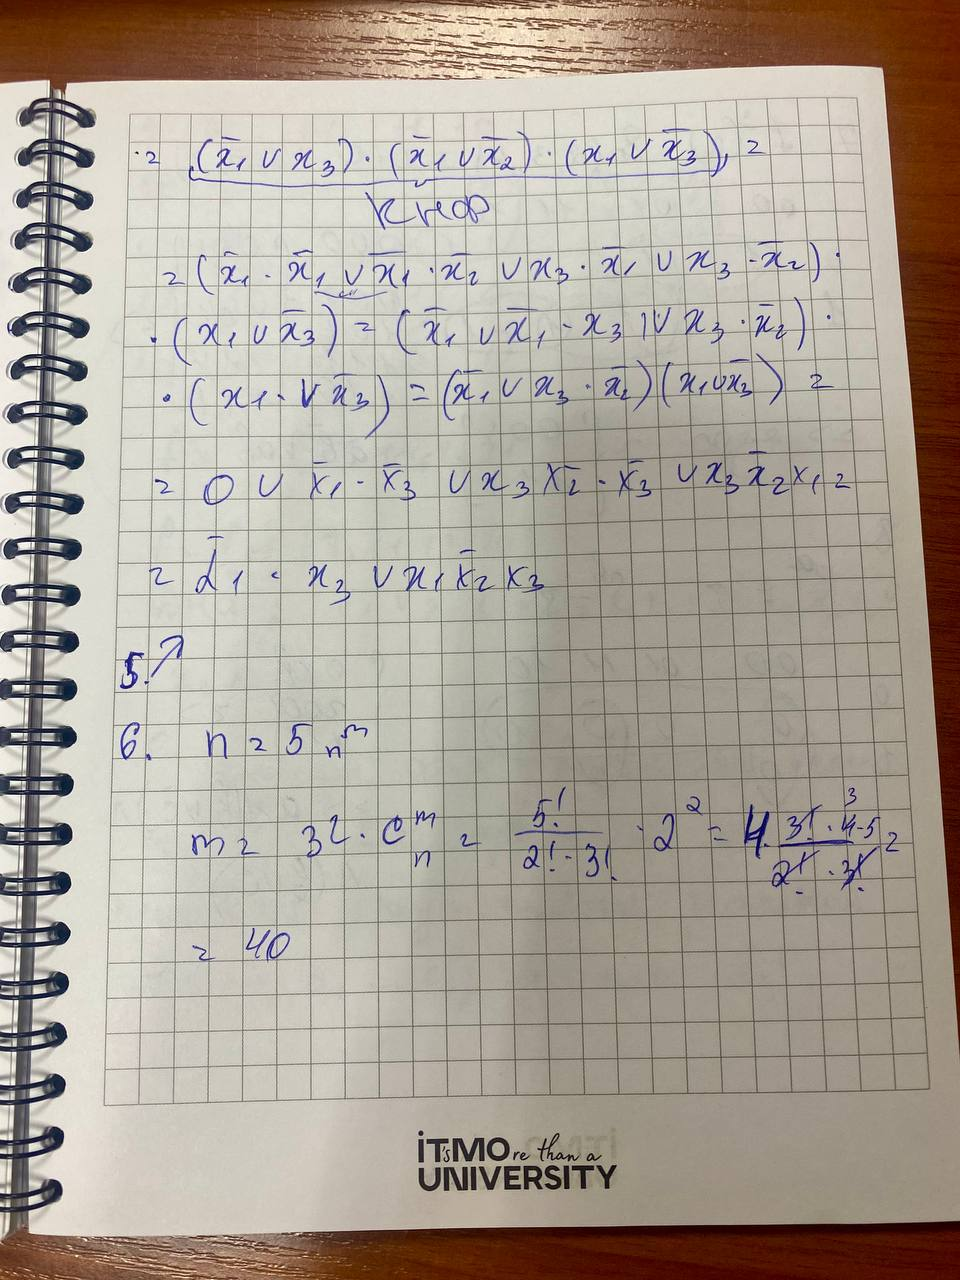 = (x̄₁ ∨ x₃) · (x̄₁ ∨ x̄₂) · (x₁ ∨ x̄₃) =
КНФ
= (x̄₁ · x̄₁ ∨ x̄₁ · x̄₂ ∨ x₃ · x̄₁ ∨ x₃ · x̄₂) ·
· (x₁ ∨ x̄₃) = (x̄₁ ∨ x̄₁ · x₃ ∨ x₃ · x̄₂) ·
· (x₁ · ∨ x̄₃) = (x̄₁ ∨ x₃ · x̄₂)(x₁ ∨ x̄₃) =
= 0 ∨ x̄₁ · x̄₃ ∨ x₃ x̄₂ · x̄₃ ∨ x₃ x̄₂ x₁ =
= x̄₁ · x₃ ∨ x₁ x̄₂ x₃
5. ↗
6. n = 5 nᵐ
m = · Cₙᵐ = 5! / (2! · 3!) · 2² = 4 · 3! · 4 · 5 / (2! · 3!) =
= 40
iT'sMOre than a
UNIVERSITY